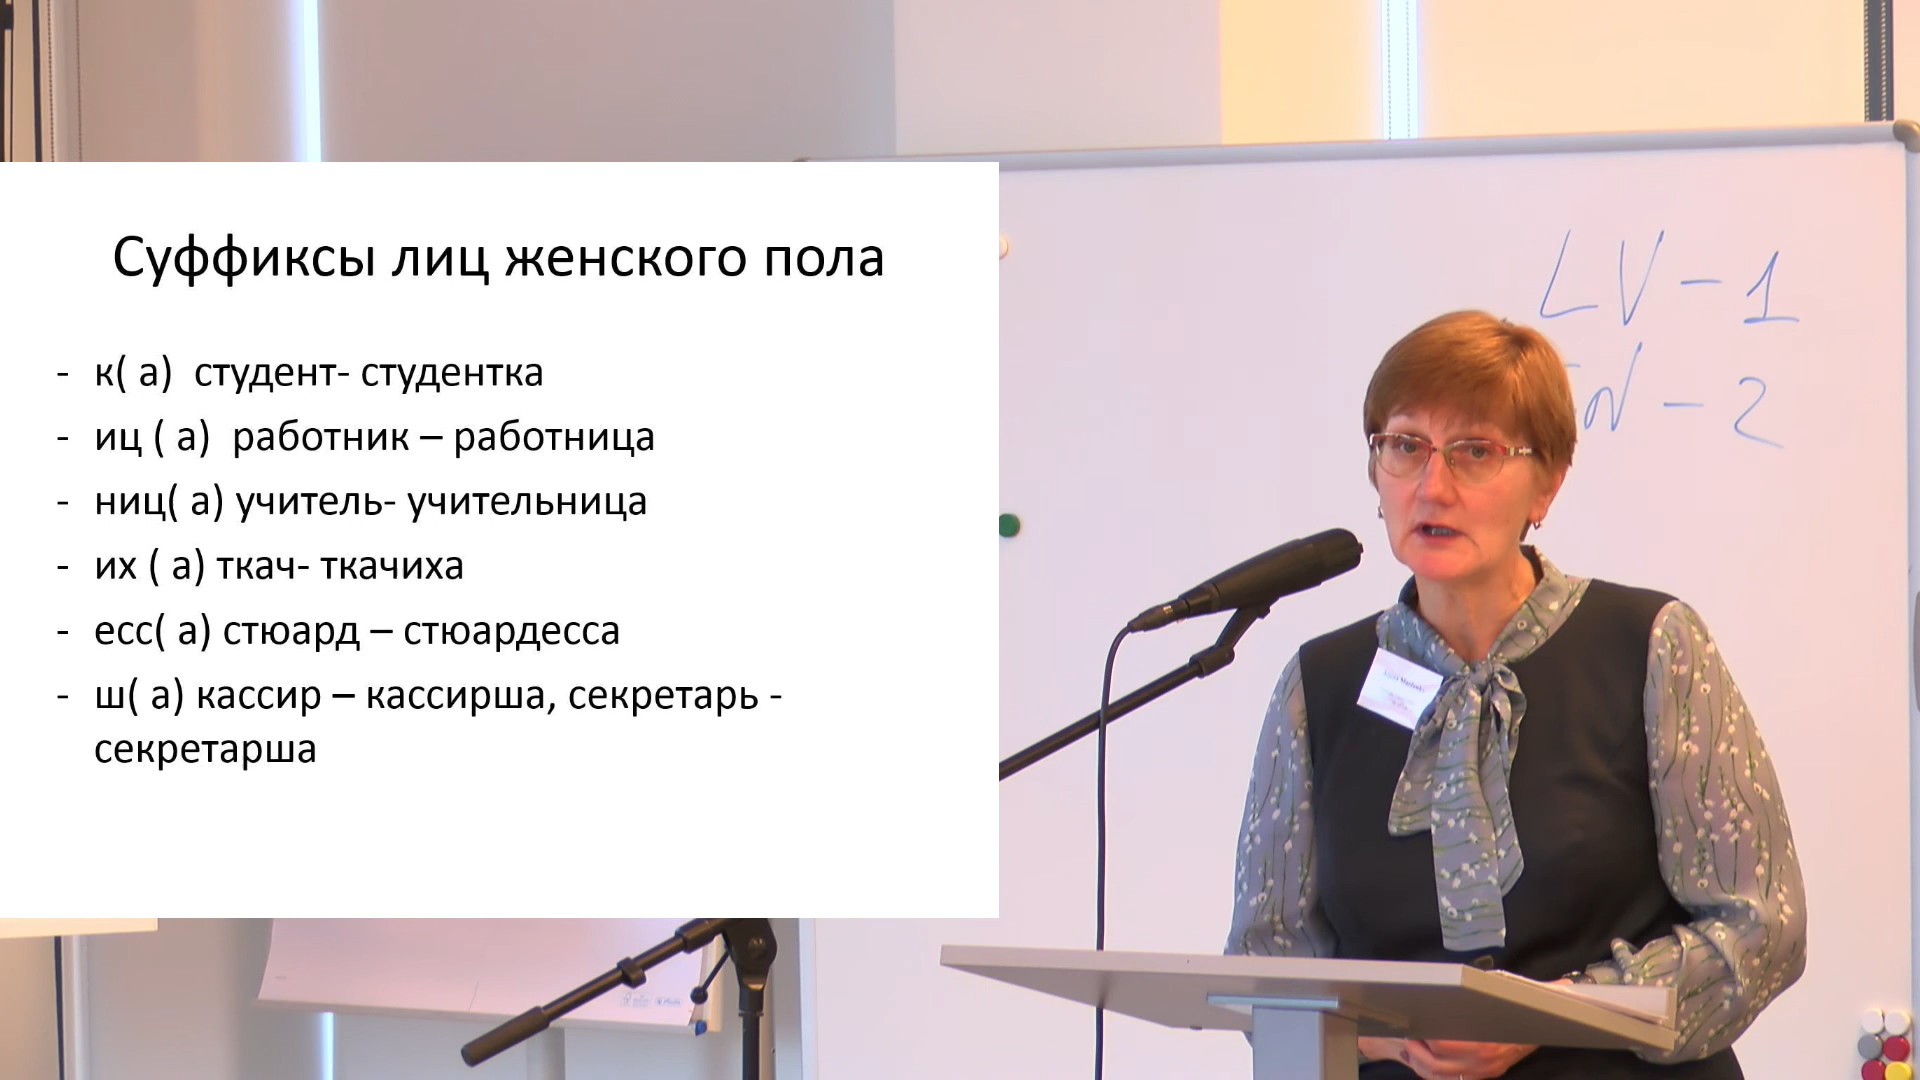 Суффиксы лиц женского пола
- к( а) студент- студентка
- иц ( а) работник – работница
- ниц( а) учитель- учительница
- их ( а) ткач- ткачиха
- есс( а) стюард – стюардесса
- ш( а) кассир – кассирша, секретарь -
секретарша
LV – 1
– 2